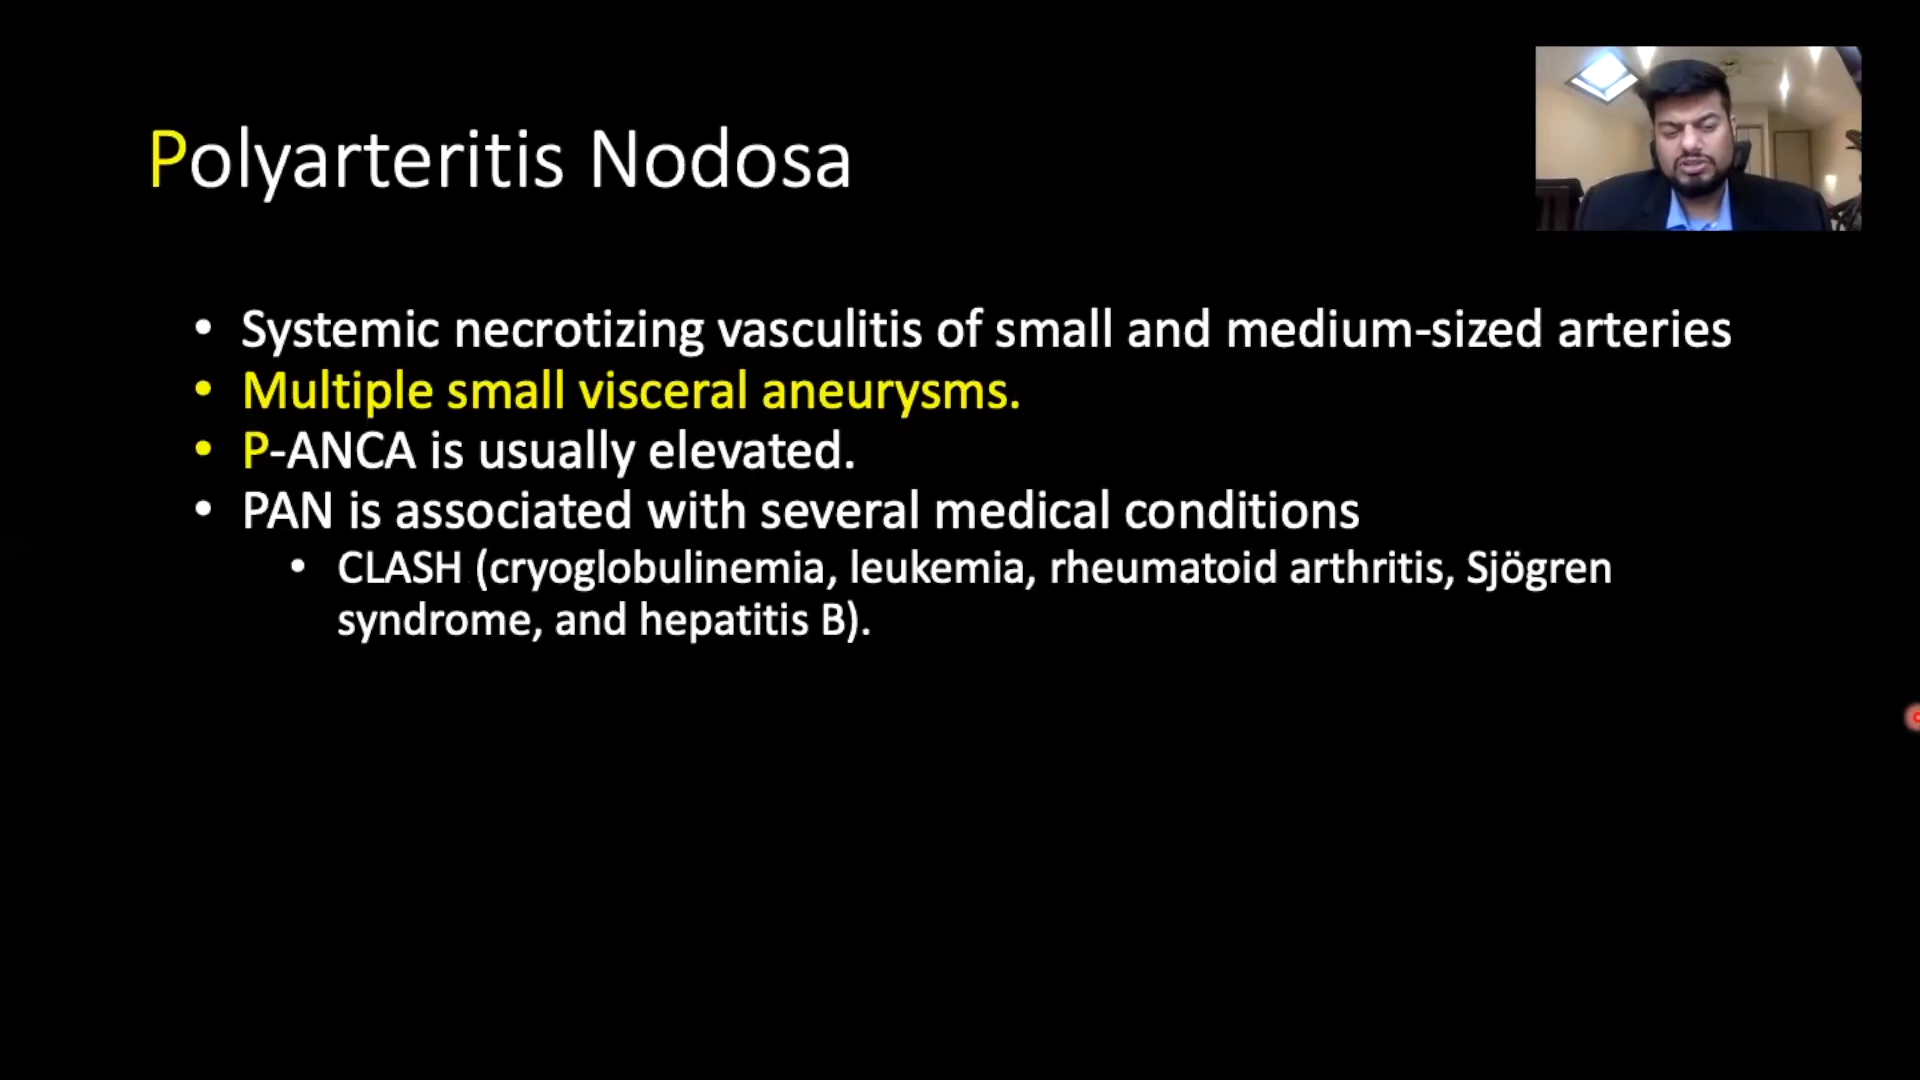 Polyarteritis Nodosa
• Systemic necrotizing vasculitis of small and medium-sized arteries
• Multiple small visceral aneurysms.
• P-ANCA is usually elevated.
• PAN is associated with several medical conditions
• CLASH (cryoglobulinemia, leukemia, rheumatoid arthritis, Sjögren
syndrome, and hepatitis B).